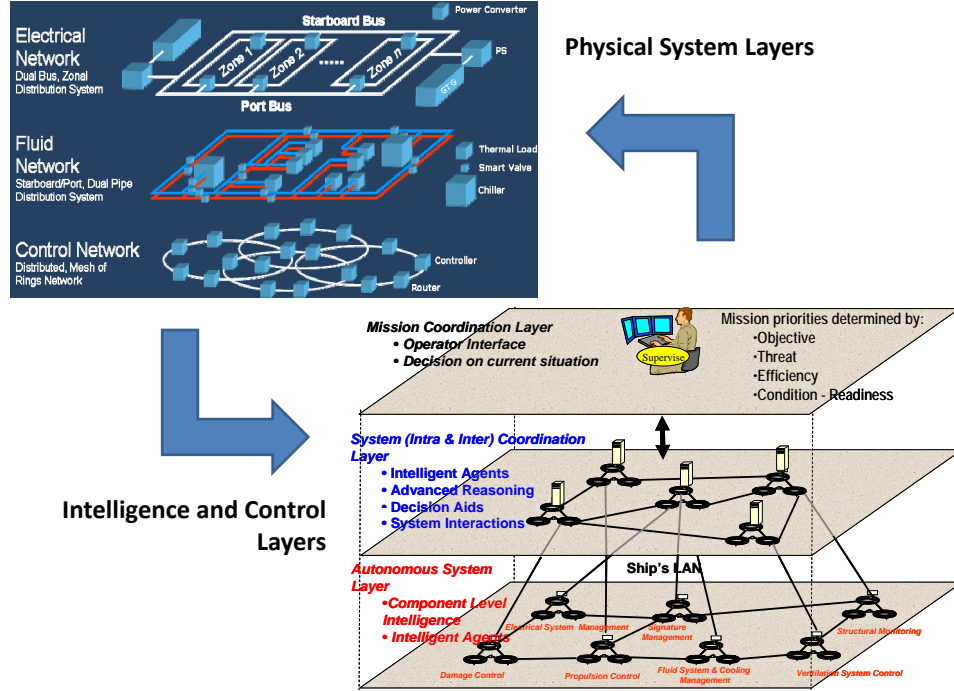 Physical System Layers
Electrical
Network
Dual Bus, Zonal
Distribution System
Starboard Bus
Zone 1
Zone 2
.....
Zone n
Port Bus
Power Converter
PS
GTG
Fluid
Network
Starboard/Port, Dual Pipe
Distribution System
Thermal Load
Smart Valve
Chiller
Control Network
Distributed, Mesh of
Rings Network
Controller
Router
Intelligence and Control
Layers
Mission Coordination Layer
• Operator Interface
• Decision on current situation
Supervise
Mission priorities determined by:
•Objective
•Threat
•Efficiency
•Condition - Readiness
System (Intra & Inter) Coordination
Layer
• Intelligent Agents
• Advanced Reasoning
• Decision Aids
• System Interactions
Ship's LAN
Autonomous System
Layer
•Component Level
Intelligence
• Intelligent Agents
Electrical System Management
Signature
Management
Structural Monitoring
Damage Control
Propulsion Control
Fluid System & Cooling
Management
Ventilation System Control